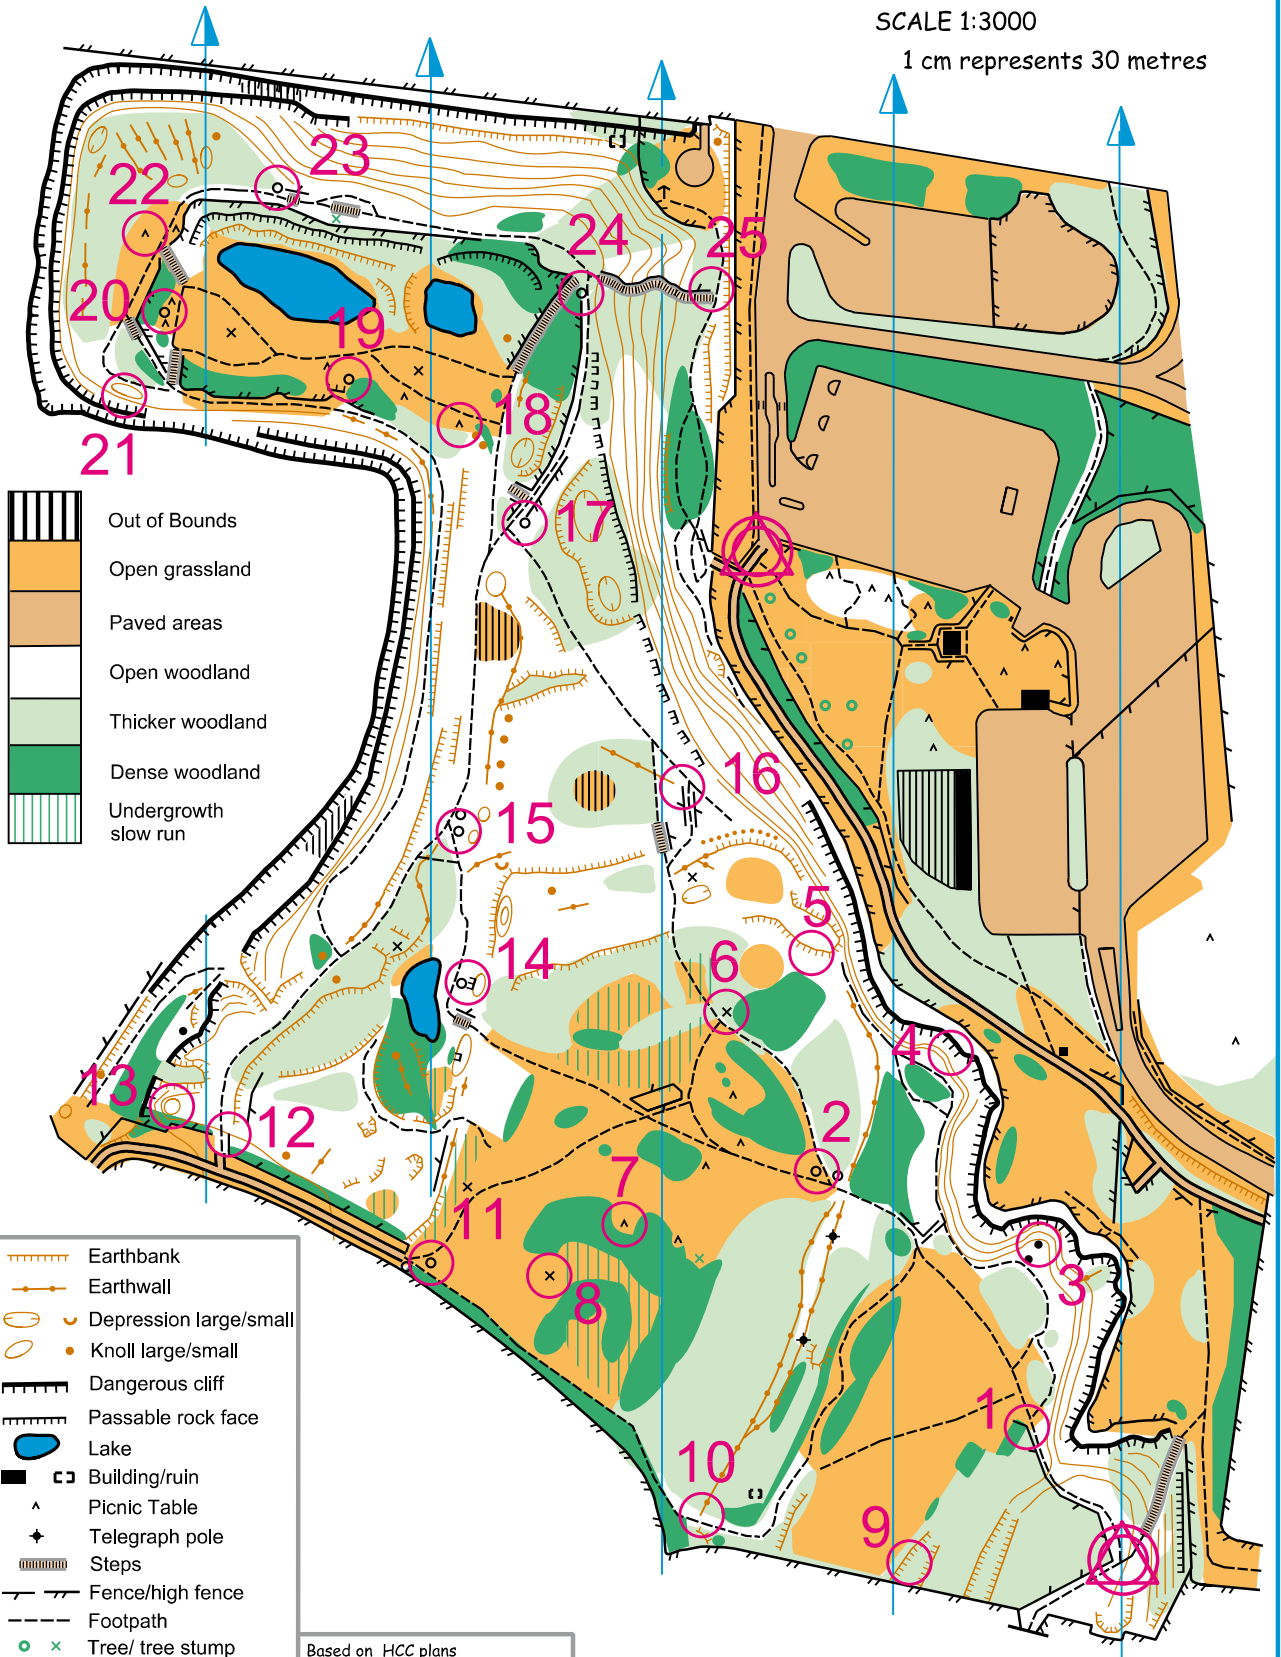 SCALE 1:3000
1 cm represents 30 metres
23
22
24
25
20
19
18
21
17
Out of Bounds
Open grassland
Paved areas
Open woodland
Thicker woodland
Dense woodland
Undergrowth
slow run
16
15
5
14
6
4
13
12
2
7
11
3
8
1
10
9
Earthbank
Earthwall
Depression large/small
Knoll large/small
Dangerous cliff
Passable rock face
Lake
Building/ruin
Picnic Table
Telegraph pole
Steps
Fence/high fence
Footpath
Tree/ tree stump
Based on HCC plans